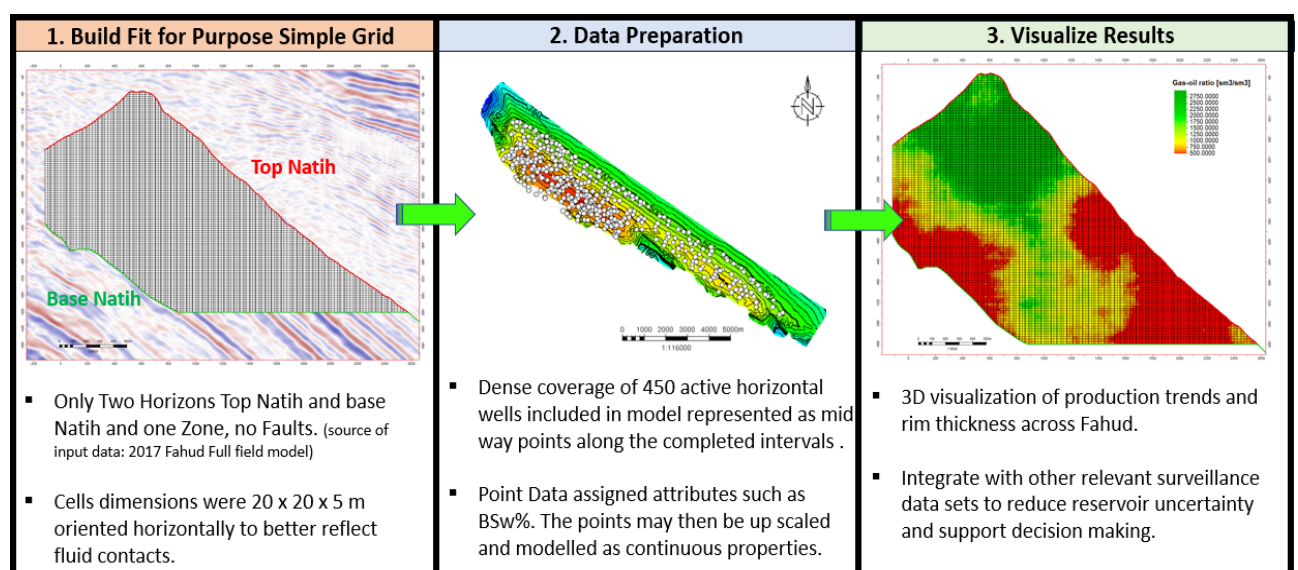 1. Build Fit for Purpose Simple Grid
Top Natih
Base Natih
▪ Only Two Horizons Top Natih and base
Natih and one Zone, no Faults. (source of
input data: 2017 Fahud Full field model)
▪ Cells dimensions were 20 x 20 x 5 m
oriented horizontally to better reflect
fluid contacts.
2. Data Preparation
N
0 1000 2000 3000 4000 5000m
1:116000
▪ Dense coverage of 450 active horizontal
wells included in model represented as mid
way points along the completed intervals .
▪ Point Data assigned attributes such as
BSw%. The points may then be up scaled
and modelled as continuous properties.
3. Visualize Results
Gas-oil ratio [sm3/sm3]
2750.0000
2500.0000
2250.0000
2000.0000
1750.0000
1500.0000
1250.0000
1000.0000
750.0000
500.0000
▪ 3D visualization of production trends and
rim thickness across Fahud.
▪ Integrate with other relevant surveillance
data sets to reduce reservoir uncertainty
and support decision making.